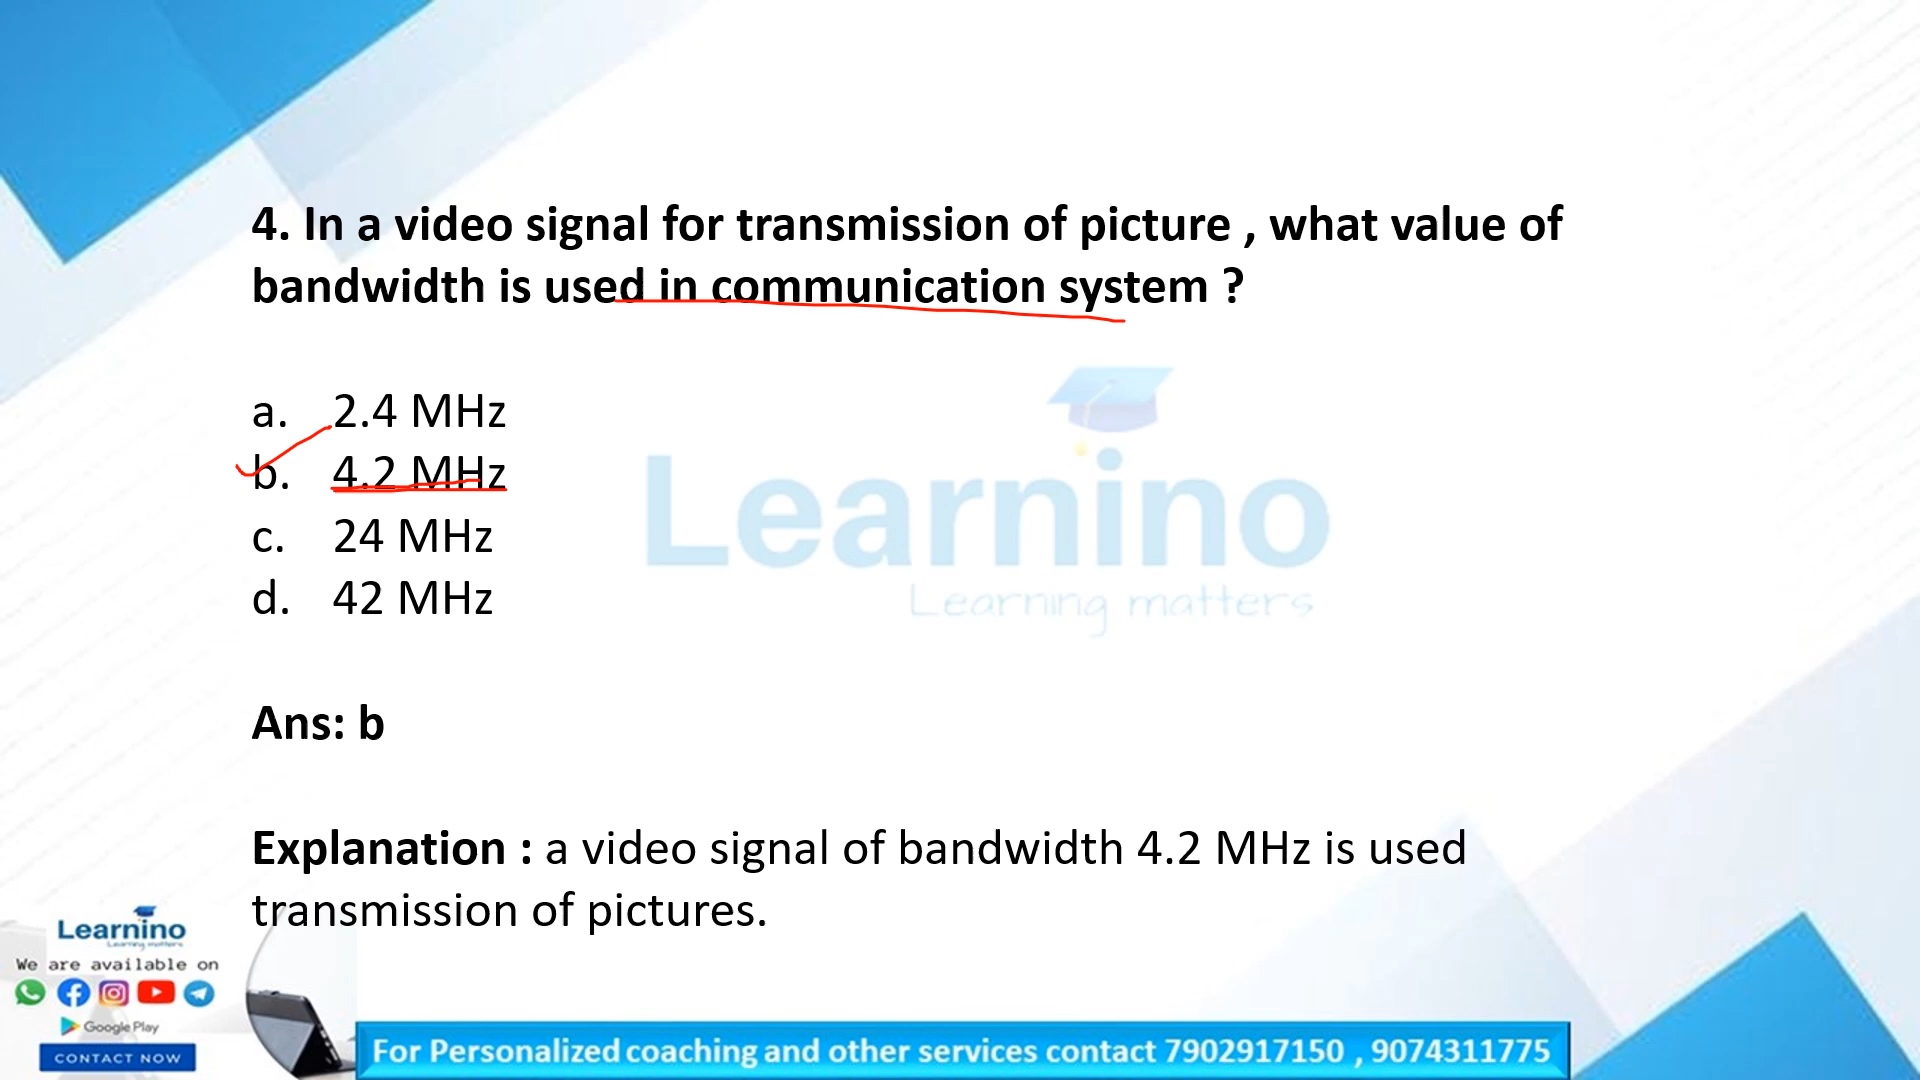 4. In a video signal for transmission of picture , what value of
bandwidth is used in communication system ?
a. 2.4 MHz
b. 4.2 MHz
c. 24 MHz
d. 42 MHz
Learnino
Learning matters
Ans: b
Explanation : a video signal of bandwidth 4.2 MHz is used
transmission of pictures.
Learnino
Learning matters
We are available on
Google Play
CONTACT NOW
For Personalized coaching and other services contact 7902917150 , 9074311775